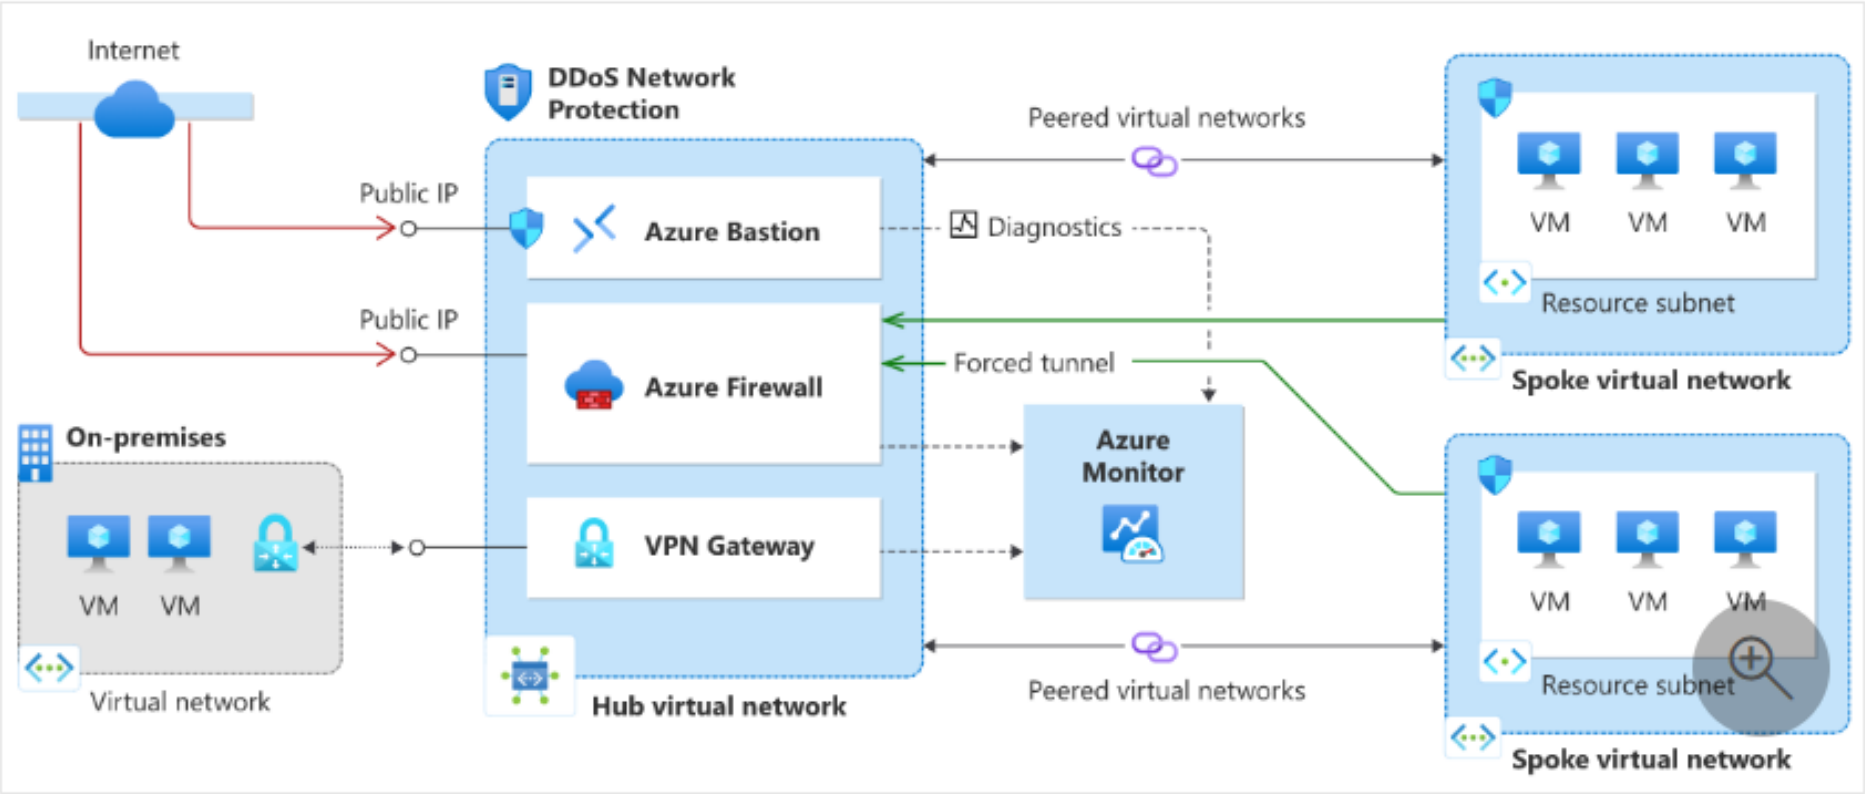 Internet
DDoS Network
Protection
Peered virtual networks
Public IP
Azure Bastion
Diagnostics
VM
VM
VM
Resource subnet
Spoke virtual network
Public IP
Azure Firewall
Forced tunnel
On-premises
VM
VM
Virtual network
VPN Gateway
Azure
Monitor
Hub virtual network
Peered virtual networks
VM
VM
VM
Resource subnet
Spoke virtual network